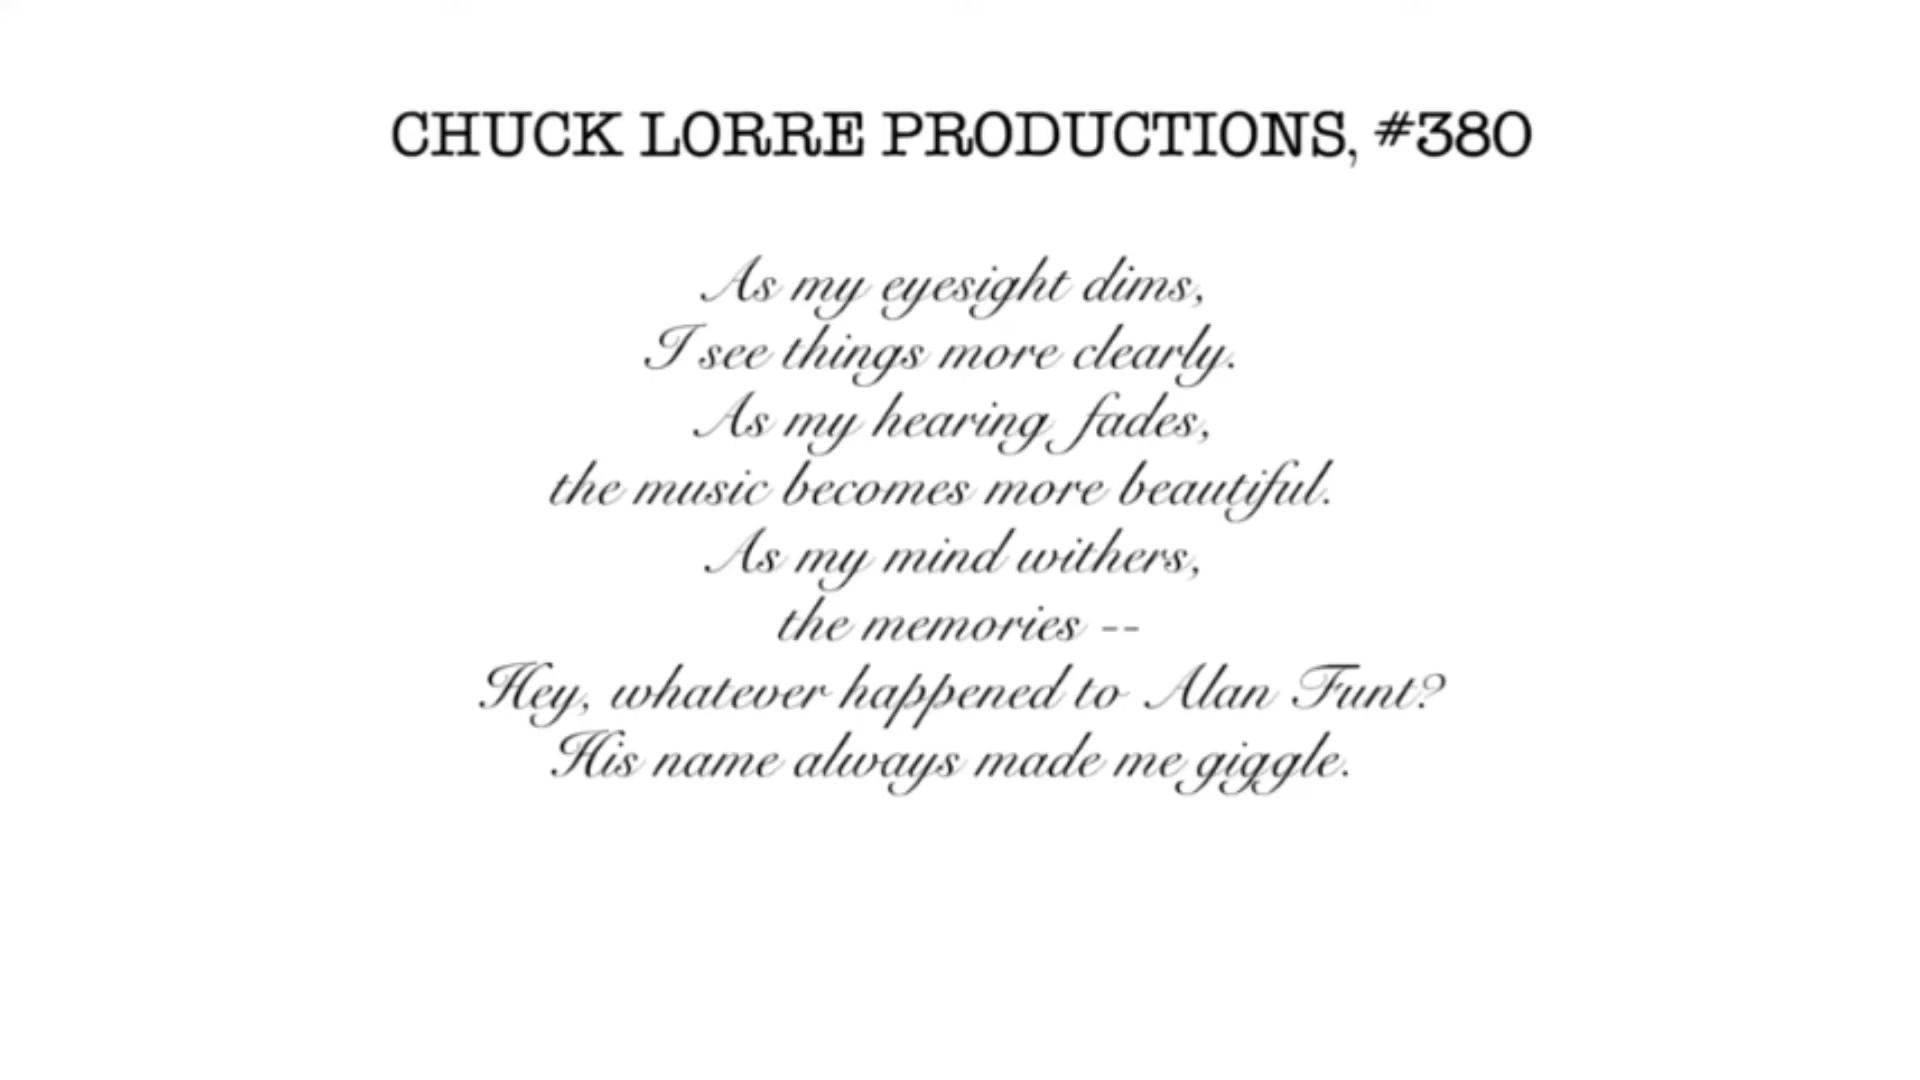 CHUCK LORRE PRODUCTIONS, #380
As my eyesight dims,
I see things more clearly.
As my hearing fades,
the music becomes more beautiful.
As my mind withers,
the memories --
Hey, whatever happened to Alan Funt?
His name always made me giggle.